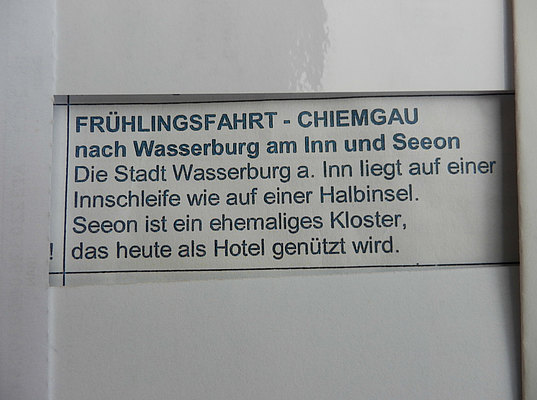 FRÜHLINGSFAHRT - CHIEMGAU
nach Wasserburg am Inn und Seeon
Die Stadt Wasserburg a. Inn liegt auf einer
Innschleife wie auf einer Halbinsel.
Seeon ist ein ehemaliges Kloster,
! das heute als Hotel genützt wird.